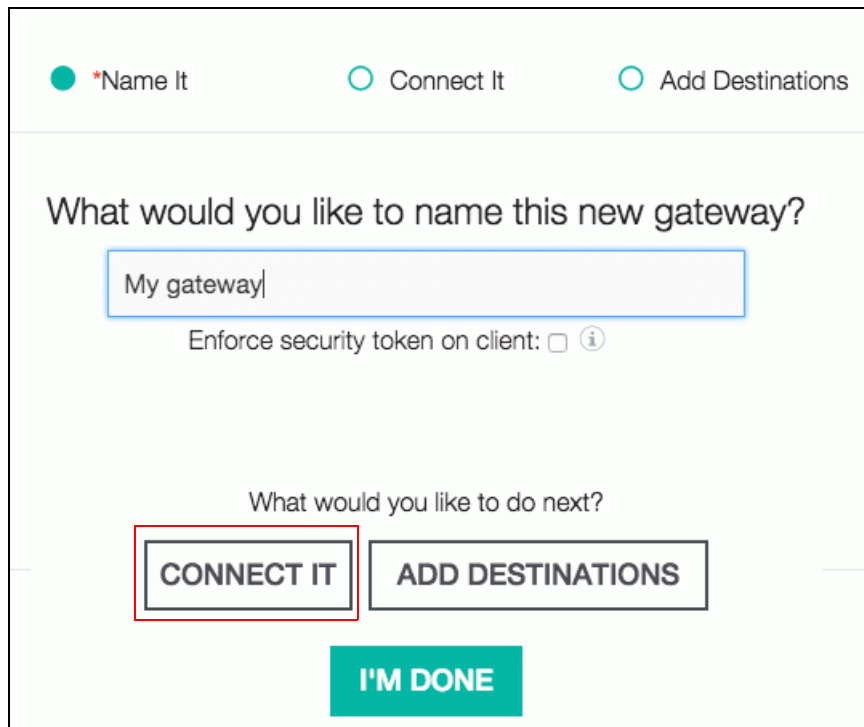 *Name It Connect It Add Destinations
What would you like to name this new gateway?
My gateway
Enforce security token on client: i
What would you like to do next?
CONNECT IT ADD DESTINATIONS
I'M DONE